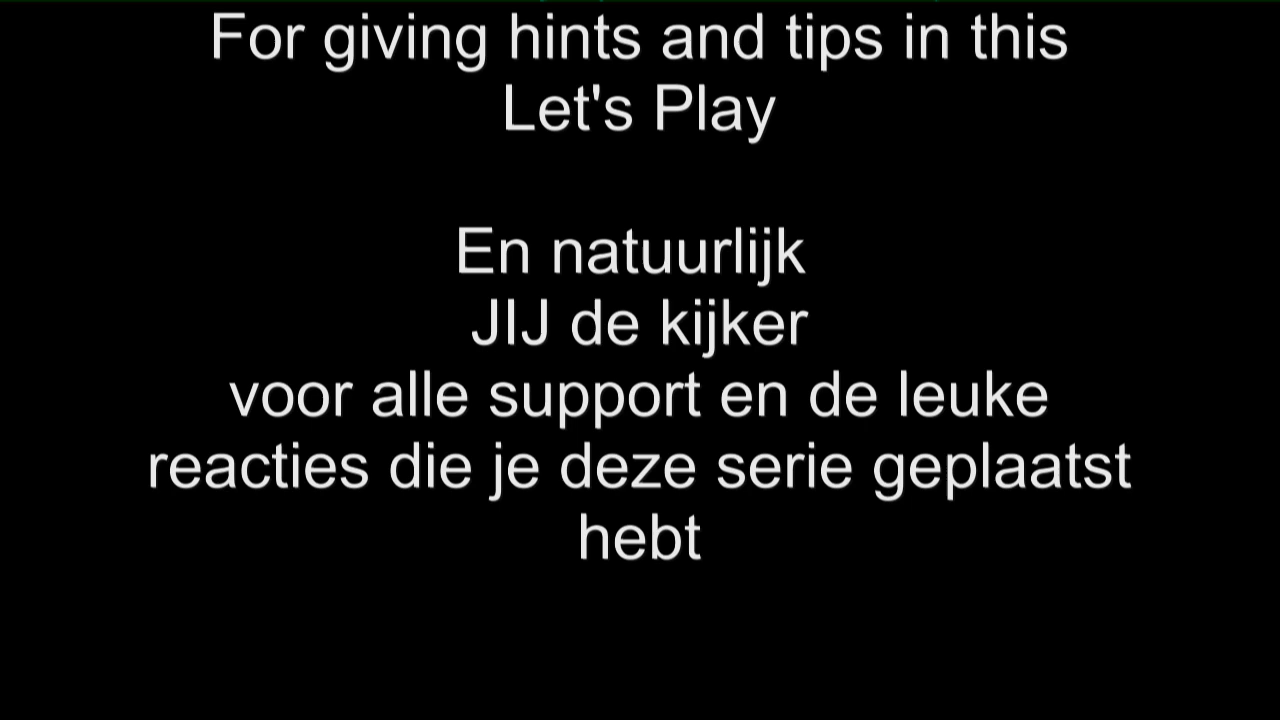 For giving hints and tips in this
Let's Play
En natuurlijk
JIJ de kijker
voor alle support en de leuke
reacties die je deze serie geplaatst
hebt